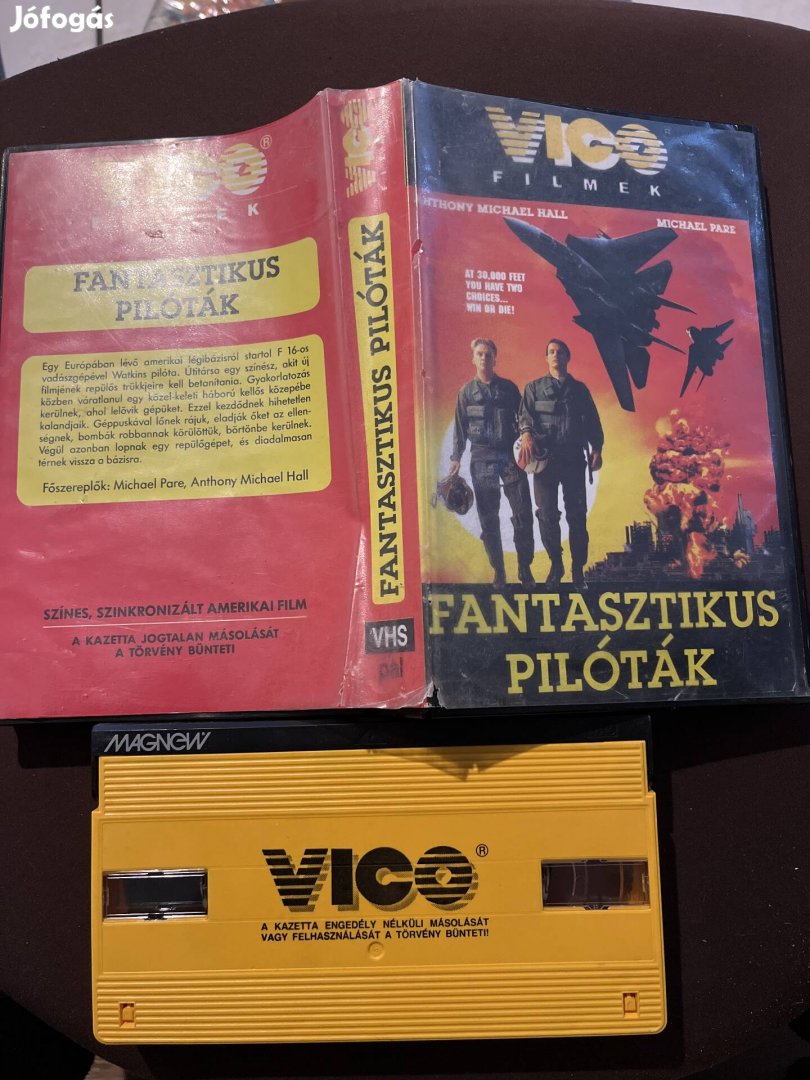 Jófogás
VICO®
FILMEK
FANTASZTIKUS
PILÓTÁK
Egy Európában lévő amerikai légibázisról startol F 16-os
vadászgépével Watkins pilóta. Útitársa egy színész, akit új
filmjének repülős trükkjeire kell betanítania. Gyakorlatozás
közben váratlanul egy közel-keleti háború kellős közepébe
kerülnek, ahol lelövik gépüket. Ezzel kezdődnek hihetetlen
kalandjaik. Géppuskával lőnek rájuk, eladják őket az ellen-
ségnek, bombák robbannak körülöttük, börtönbe kerülnek.
Végül azonban lopnak egy repülőgépet, és diadalmasan
térnek vissza a bázisra.
Főszereplők: Michael Pare, Anthony Michael Hall
SZÍNES, SZINKRONIZÁLT AMERIKAI FILM
A KAZETTA JOGTALAN MÁSOLÁSÁT
A TÖRVÉNY BÜNTETI
VICO
FANTASZTIKUS PILÓTÁK
VHS
pal
VICO
FILMEK
NTHONY MICHAEL HALL
MICHAEL PARE
AT 30,000 FEET
YOU HAVE TWO
CHOICES...
WIN OR DIE!
FANTASZTIKUS
PILÓTÁK
MAGNEW
VICO®
A KAZETTA ENGEDÉLY NÉLKÜLI MÁSOLÁSÁT
VAGY FELHASZNÁLÁSÁT A TÖRVÉNY BÜNTETI!